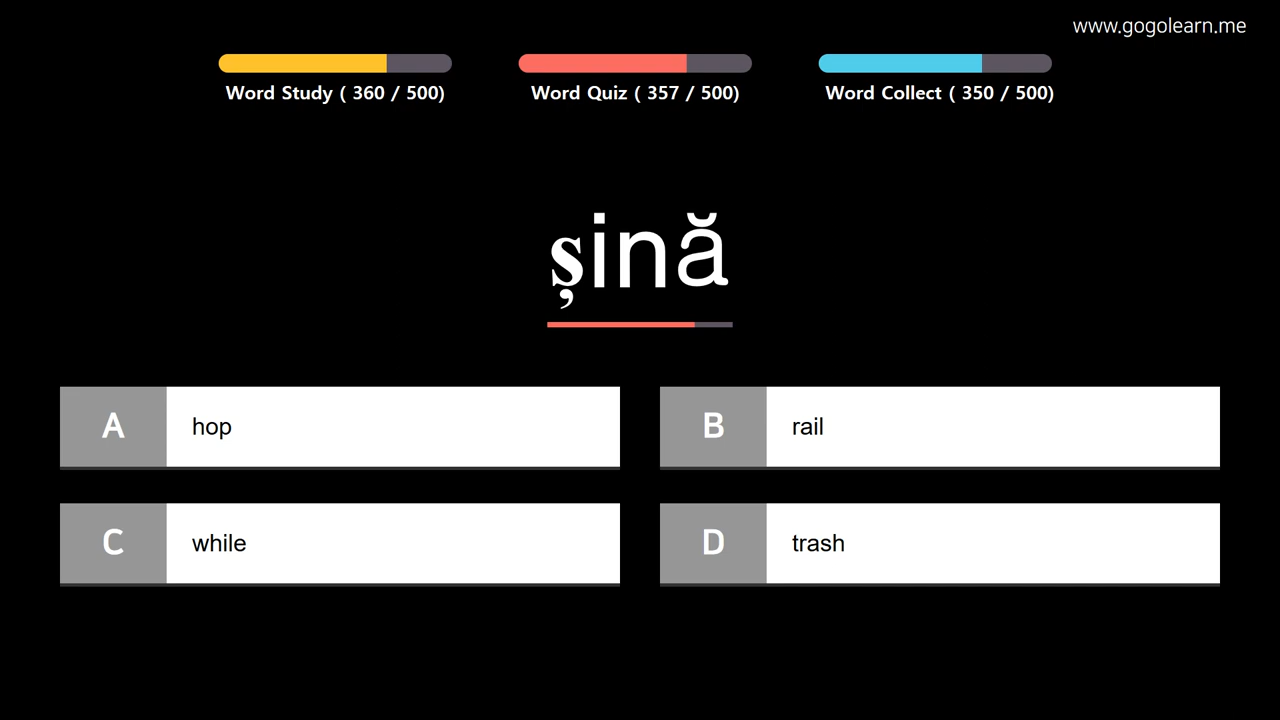 www.gogolearn.me
Word Study ( 360 / 500)
Word Quiz ( 357 / 500)
Word Collect ( 350 / 500)
șină
A hop
B rail
C while
D trash